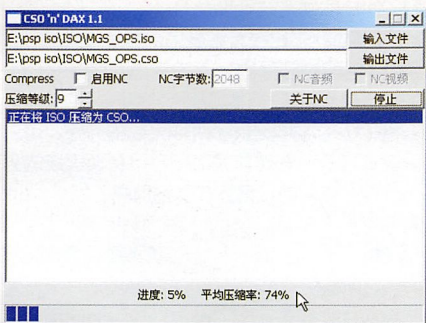 CSO 'n' DAX 1.1
E:\psp iso\ISO\MGS_OPS.iso 输入文件
E:\psp iso\ISO\MGS_OPS.cso 输出文件
Compress 启用NC NC字节数: 2048 NC音频 NC视频
压缩等级: 9 关于NC 停止
正在将 ISO 压缩为 CSO...
进度: 5% 平均压缩率: 74%